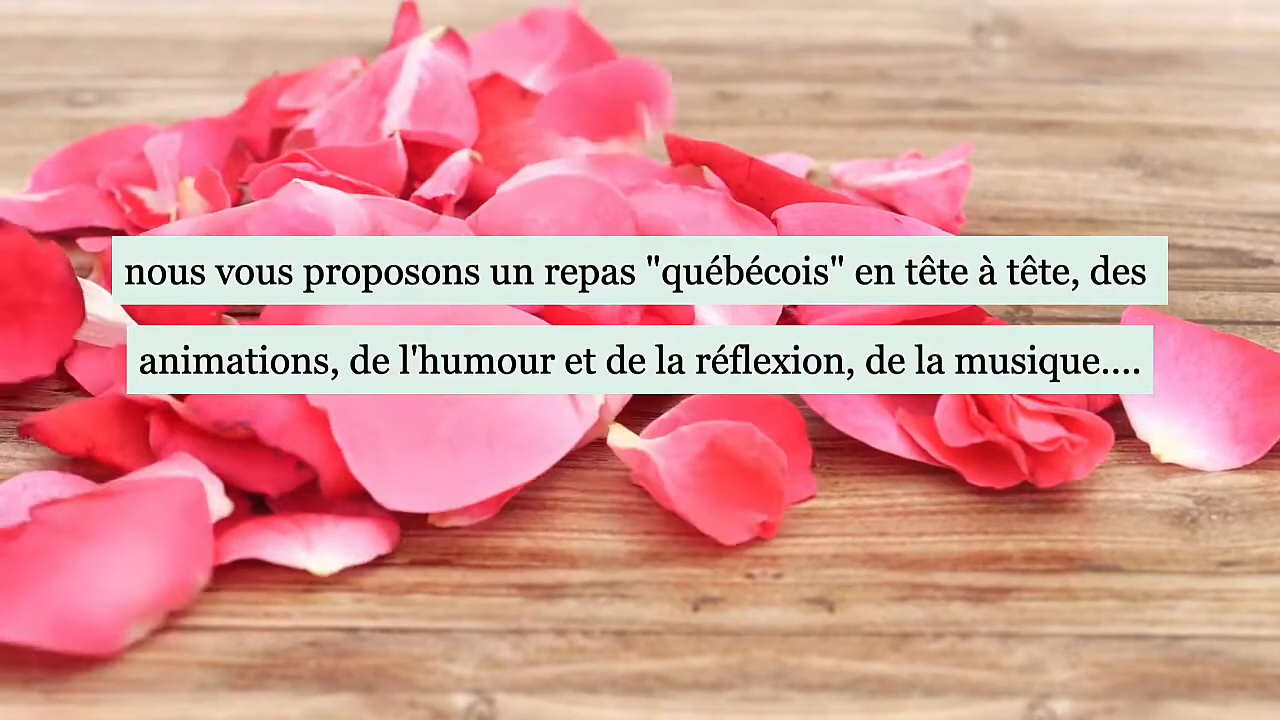 nous vous proposons un repas "québécois" en tête à tête, des
animations, de l'humour et de la réflexion, de la musique....